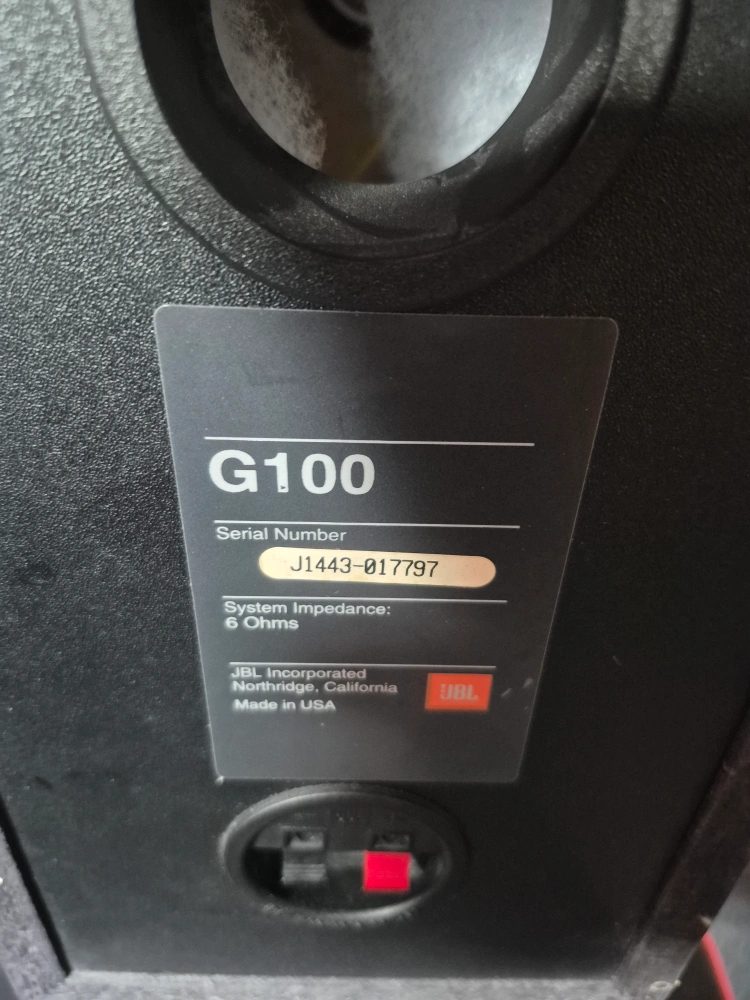 G100
Serial Number
J1443-017797
System Impedance:
6 Ohms
JBL Incorporated
Northridge, California
Made in USA
JBL